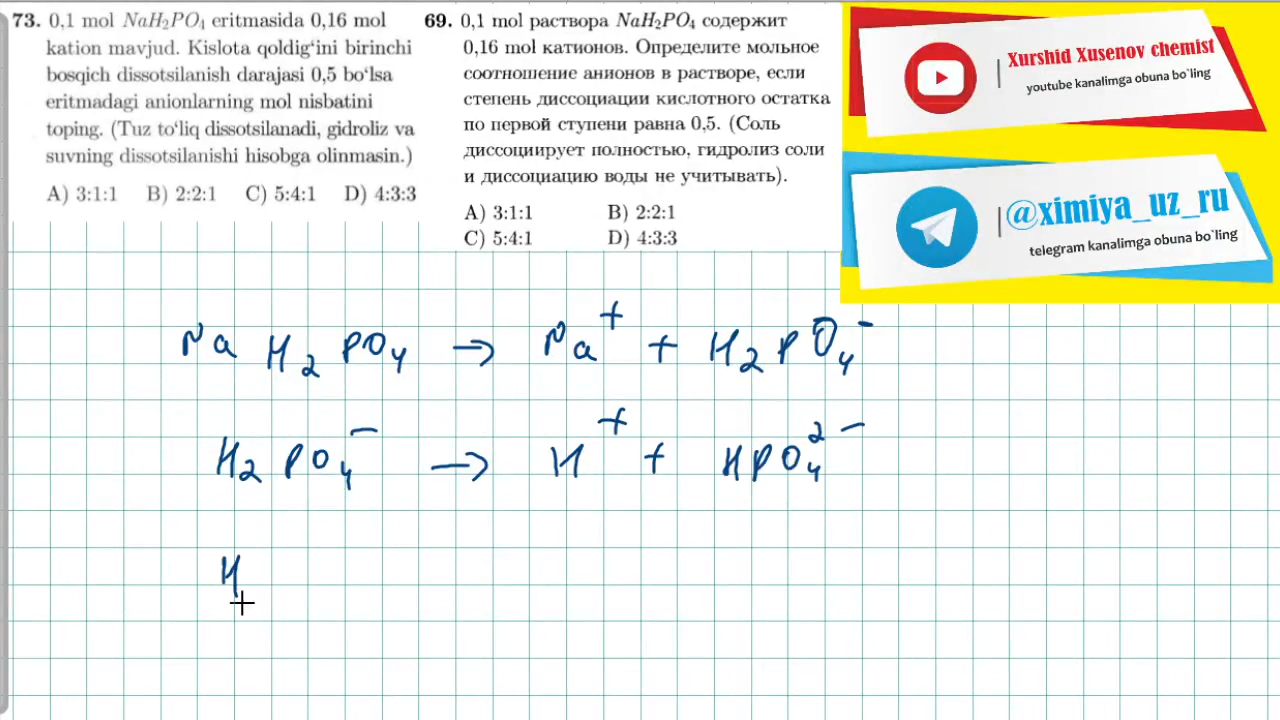 73. 0,1 mol NaH₂PO₄ eritmasida 0,16 mol
kation mavjud. Kislota qoldig‘ini birinchi
bosqich dissotsilanish darajasi 0,5 bo‘lsa
eritmadagi anionlarning mol nisbatini
toping. (Tuz to‘liq dissotsilanadi, gidroliz va
suvning dissotsilanishi hisobga olinmasin.)
A) 3:1:1 B) 2:2:1 C) 5:4:1 D) 4:3:3
69. 0,1 mol раствора NaH₂PO₄ содержит
0,16 mol катионов. Определите мольное
соотношение анионов в растворе, если
степень диссоциации кислотного остатка
по первой ступени равна 0,5. (Соль
диссоциирует полностью, гидролиз соли
и диссоциацию воды не учитывать).
A) 3:1:1 B) 2:2:1
C) 5:4:1 D) 4:3:3
Xurshid Xusenov chemist
youtube kanalimga obuna bo`ling
@ximiya_uz_ru
telegram kanalimga obuna bo`ling
Na H₂PO₄ → Na⁺ + H₂PO₄⁻
H₂PO₄⁻ → H⁺ + HPO₄²⁻
H